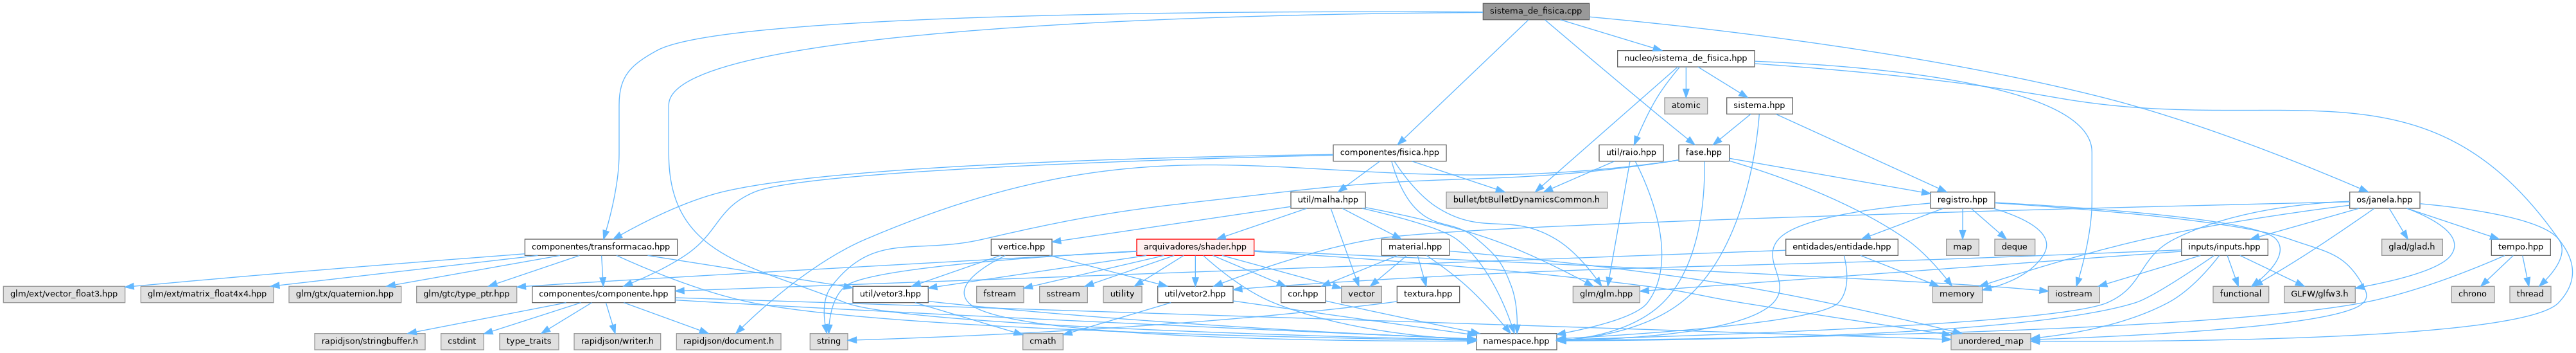 sistema_de_fisica.cpp
nucleo/sistema_de_fisica.hpp
atomic
sistema.hpp
componentes/fisica.hpp
util/raio.hpp
fase.hpp
util/malha.hpp
bullet/btBulletDynamicsCommon.h
registro.hpp
os/janela.hpp
componentes/transformacao.hpp
vertice.hpp
arquivadores/shader.hpp
material.hpp
entidades/entidade.hpp
map
deque
inputs/inputs.hpp
glad/glad.h
tempo.hpp
glm/ext/vector_float3.hpp
glm/ext/matrix_float4x4.hpp
glm/gtx/quaternion.hpp
glm/gtc/type_ptr.hpp
componentes/componente.hpp
util/vetor3.hpp
fstream
sstream
utility
util/vetor2.hpp
cor.hpp
vector
textura.hpp
glm/glm.hpp
memory
iostream
functional
GLFW/glfw3.h
chrono
thread
rapidjson/stringbuffer.h
cstdint
type_traits
rapidjson/writer.h
rapidjson/document.h
string
cmath
namespace.hpp
unordered_map